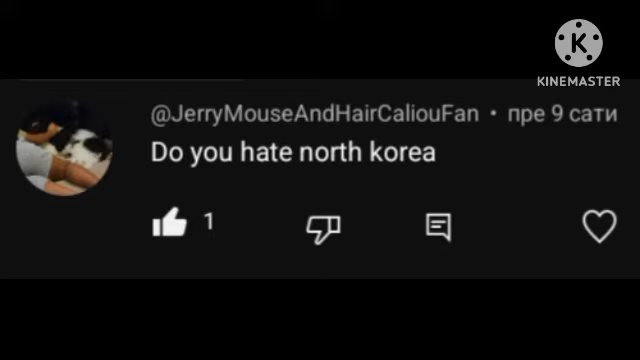 KINEMASTER
@JerryMouseAndHairCaliouFan • пре 9 сати
Do you hate north korea
1